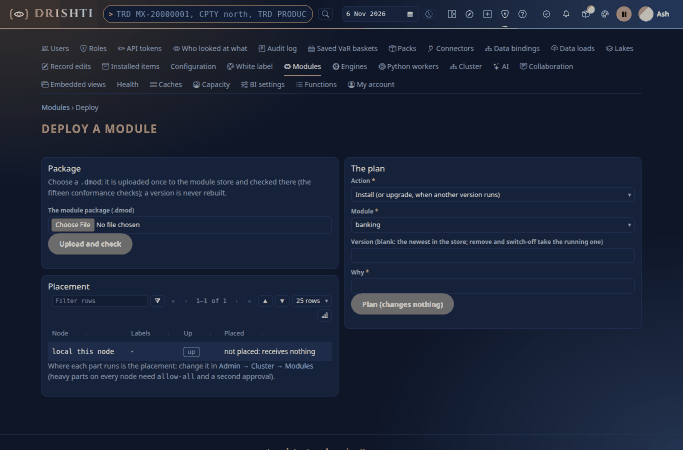 DRISHTI
> TRD MX-20000001, CPTY north, TRD PRODUC
6 Nov 2026
Ash
Users
Roles
API tokens
Who looked at what
Audit log
Saved VaR baskets
Packs
Connectors
Data bindings
Data loads
Lakes
Record edits
Installed items
Configuration
White label
Modules
Engines
Python workers
Cluster
AI
Collaboration
Embedded views
Health
Caches
Capacity
BI settings
Functions
My account
Modules › Deploy
DEPLOY A MODULE
Package
Choose a .dmod: it is uploaded once to the module store and checked there (the
fifteen conformance checks); a version is never rebuilt.
The module package (.dmod)
Choose File No file chosen
Upload and check
Placement
Filter rows
1–1 of 1
25 rows
Node Labels Up Placed
local this node - up not placed: receives nothing
Where each part runs is the placement: change it in Admin → Cluster → Modules
(heavy parts on every node need allow-all and a second approval).
The plan
Action *
Install (or upgrade, when another version runs)
Module *
banking
Version (blank: the newest in the store; remove and switch-off take the running one)
Why *
Plan (changes nothing)